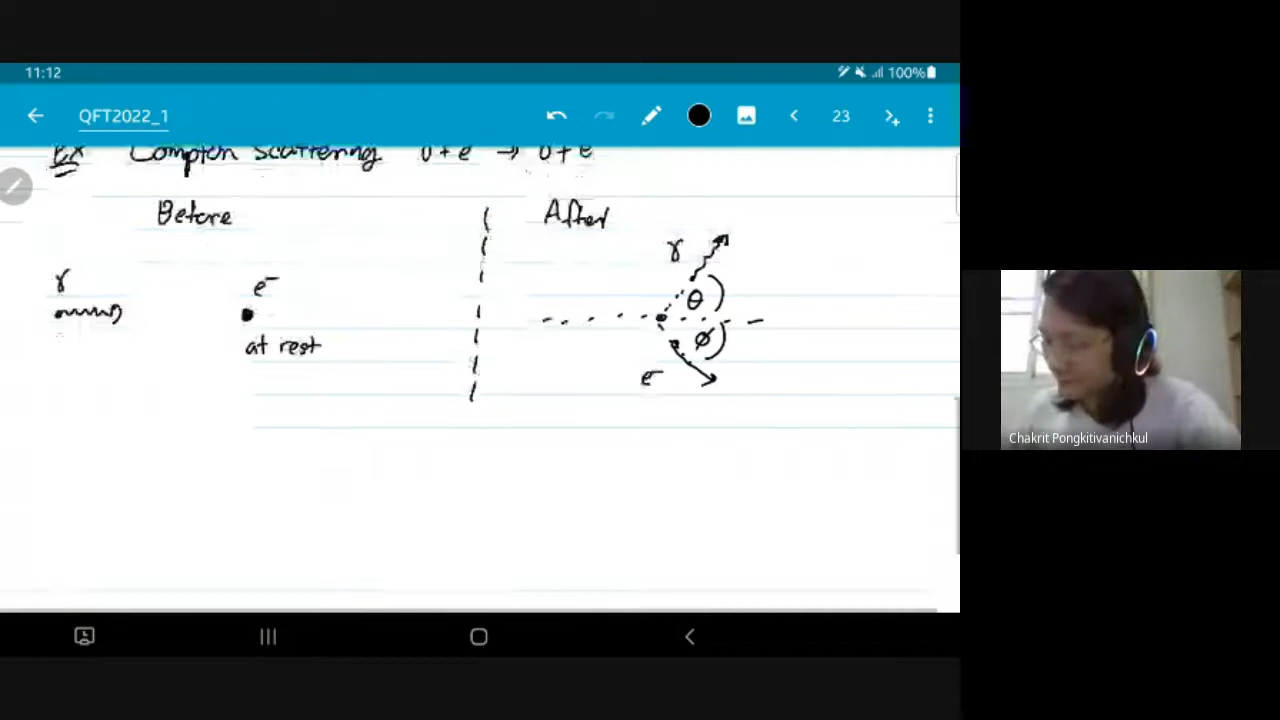 11:12
100%
QFT2022_1
23
Ex Compton scattering γ + e⁻ → γ + e⁻
Before
After
γ
e⁻
at rest
γ
θ
φ
e⁻
Chakrit Pongkitivanichkul